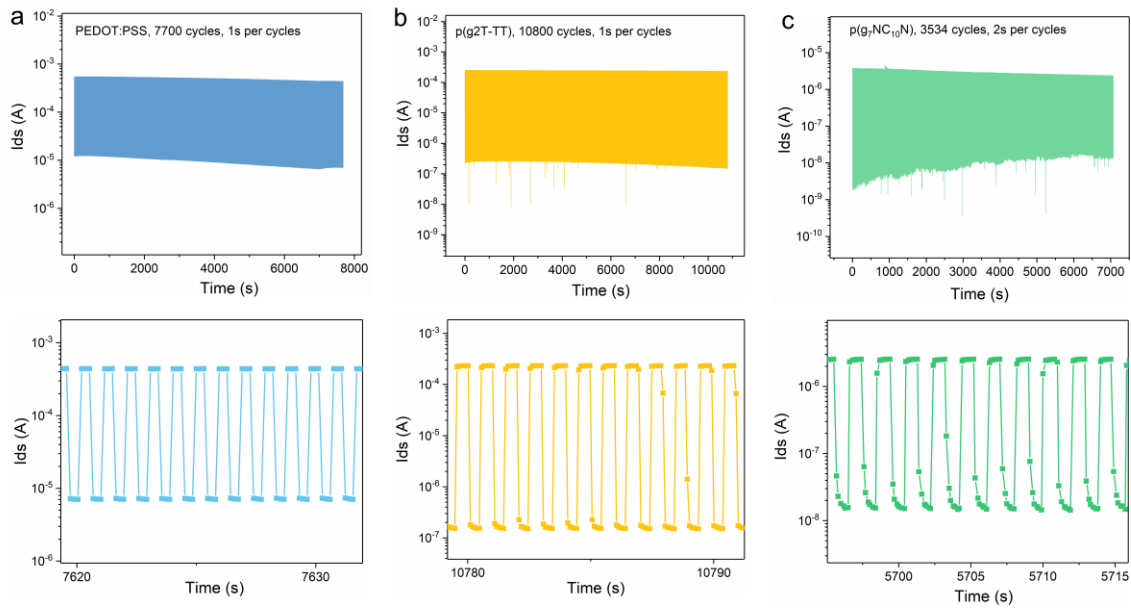 a
PEDOT:PSS, 7700 cycles, 1s per cycles
Ids (A)
10⁻²
10⁻³
10⁻⁴
10⁻⁵
10⁻⁶
0 2000 4000 6000 8000
Time (s)
b
p(g2T-TT), 10800 cycles, 1s per cycles
Ids (A)
10⁻²
10⁻³
10⁻⁴
10⁻⁵
10⁻⁶
10⁻⁷
10⁻⁸
10⁻⁹
0 2000 4000 6000 8000 10000
Time (s)
c
p(g₇NC₁₀N), 3534 cycles, 2s per cycles
Ids (A)
10⁻⁵
10⁻⁶
10⁻⁷
10⁻⁸
10⁻⁹
10⁻¹⁰
0 1000 2000 3000 4000 5000 6000 7000
Time (s)
Ids (A)
10⁻³
10⁻⁴
10⁻⁵
10⁻⁶
7620 7630
Time (s)
Ids (A)
10⁻³
10⁻⁴
10⁻⁵
10⁻⁶
10⁻⁷
10780 10790
Time (s)
Ids (A)
10⁻⁶
10⁻⁷
10⁻⁸
5700 5705 5710 5715
Time (s)